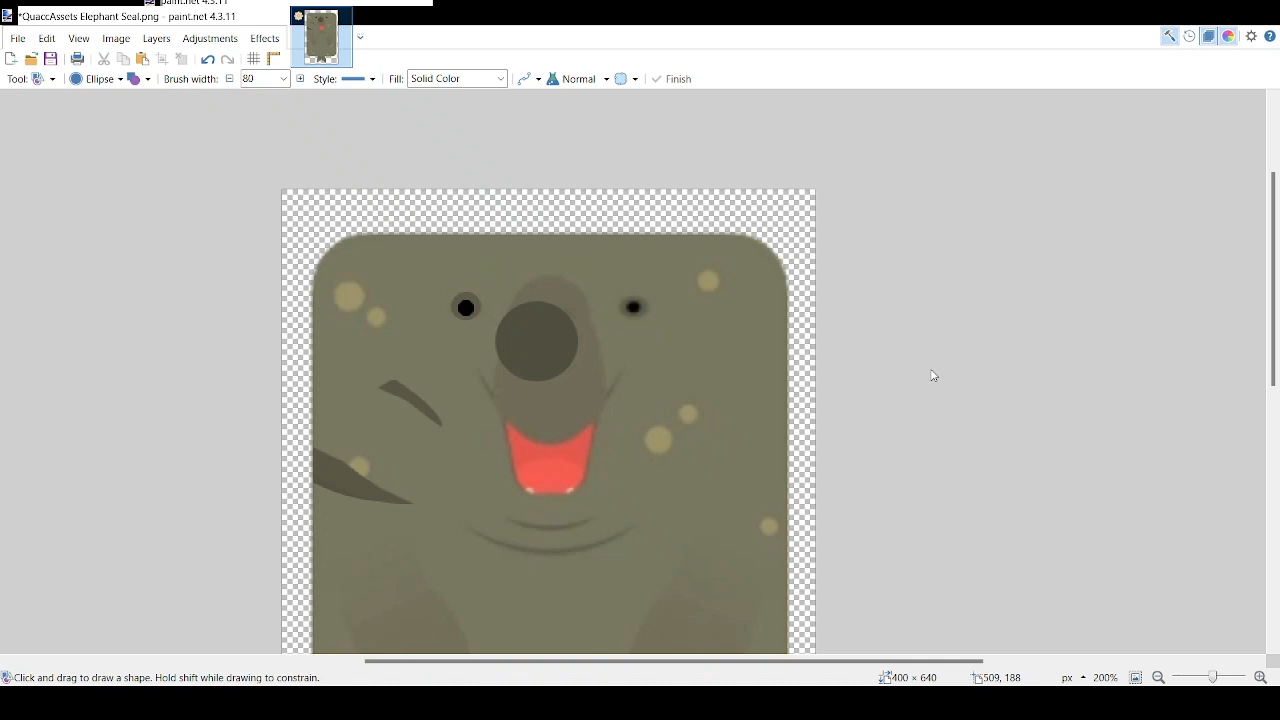 paint.net 4.3.11
*QuaccAssets Elephant Seal.png - paint.net 4.3.11
File Edit View Image Layers Adjustments Effects
Tool: Ellipse Brush width: 80 Style: Fill: Solid Color Normal Finish
Click and drag to draw a shape. Hold shift while drawing to constrain. 400 × 640 509, 188 px 200%